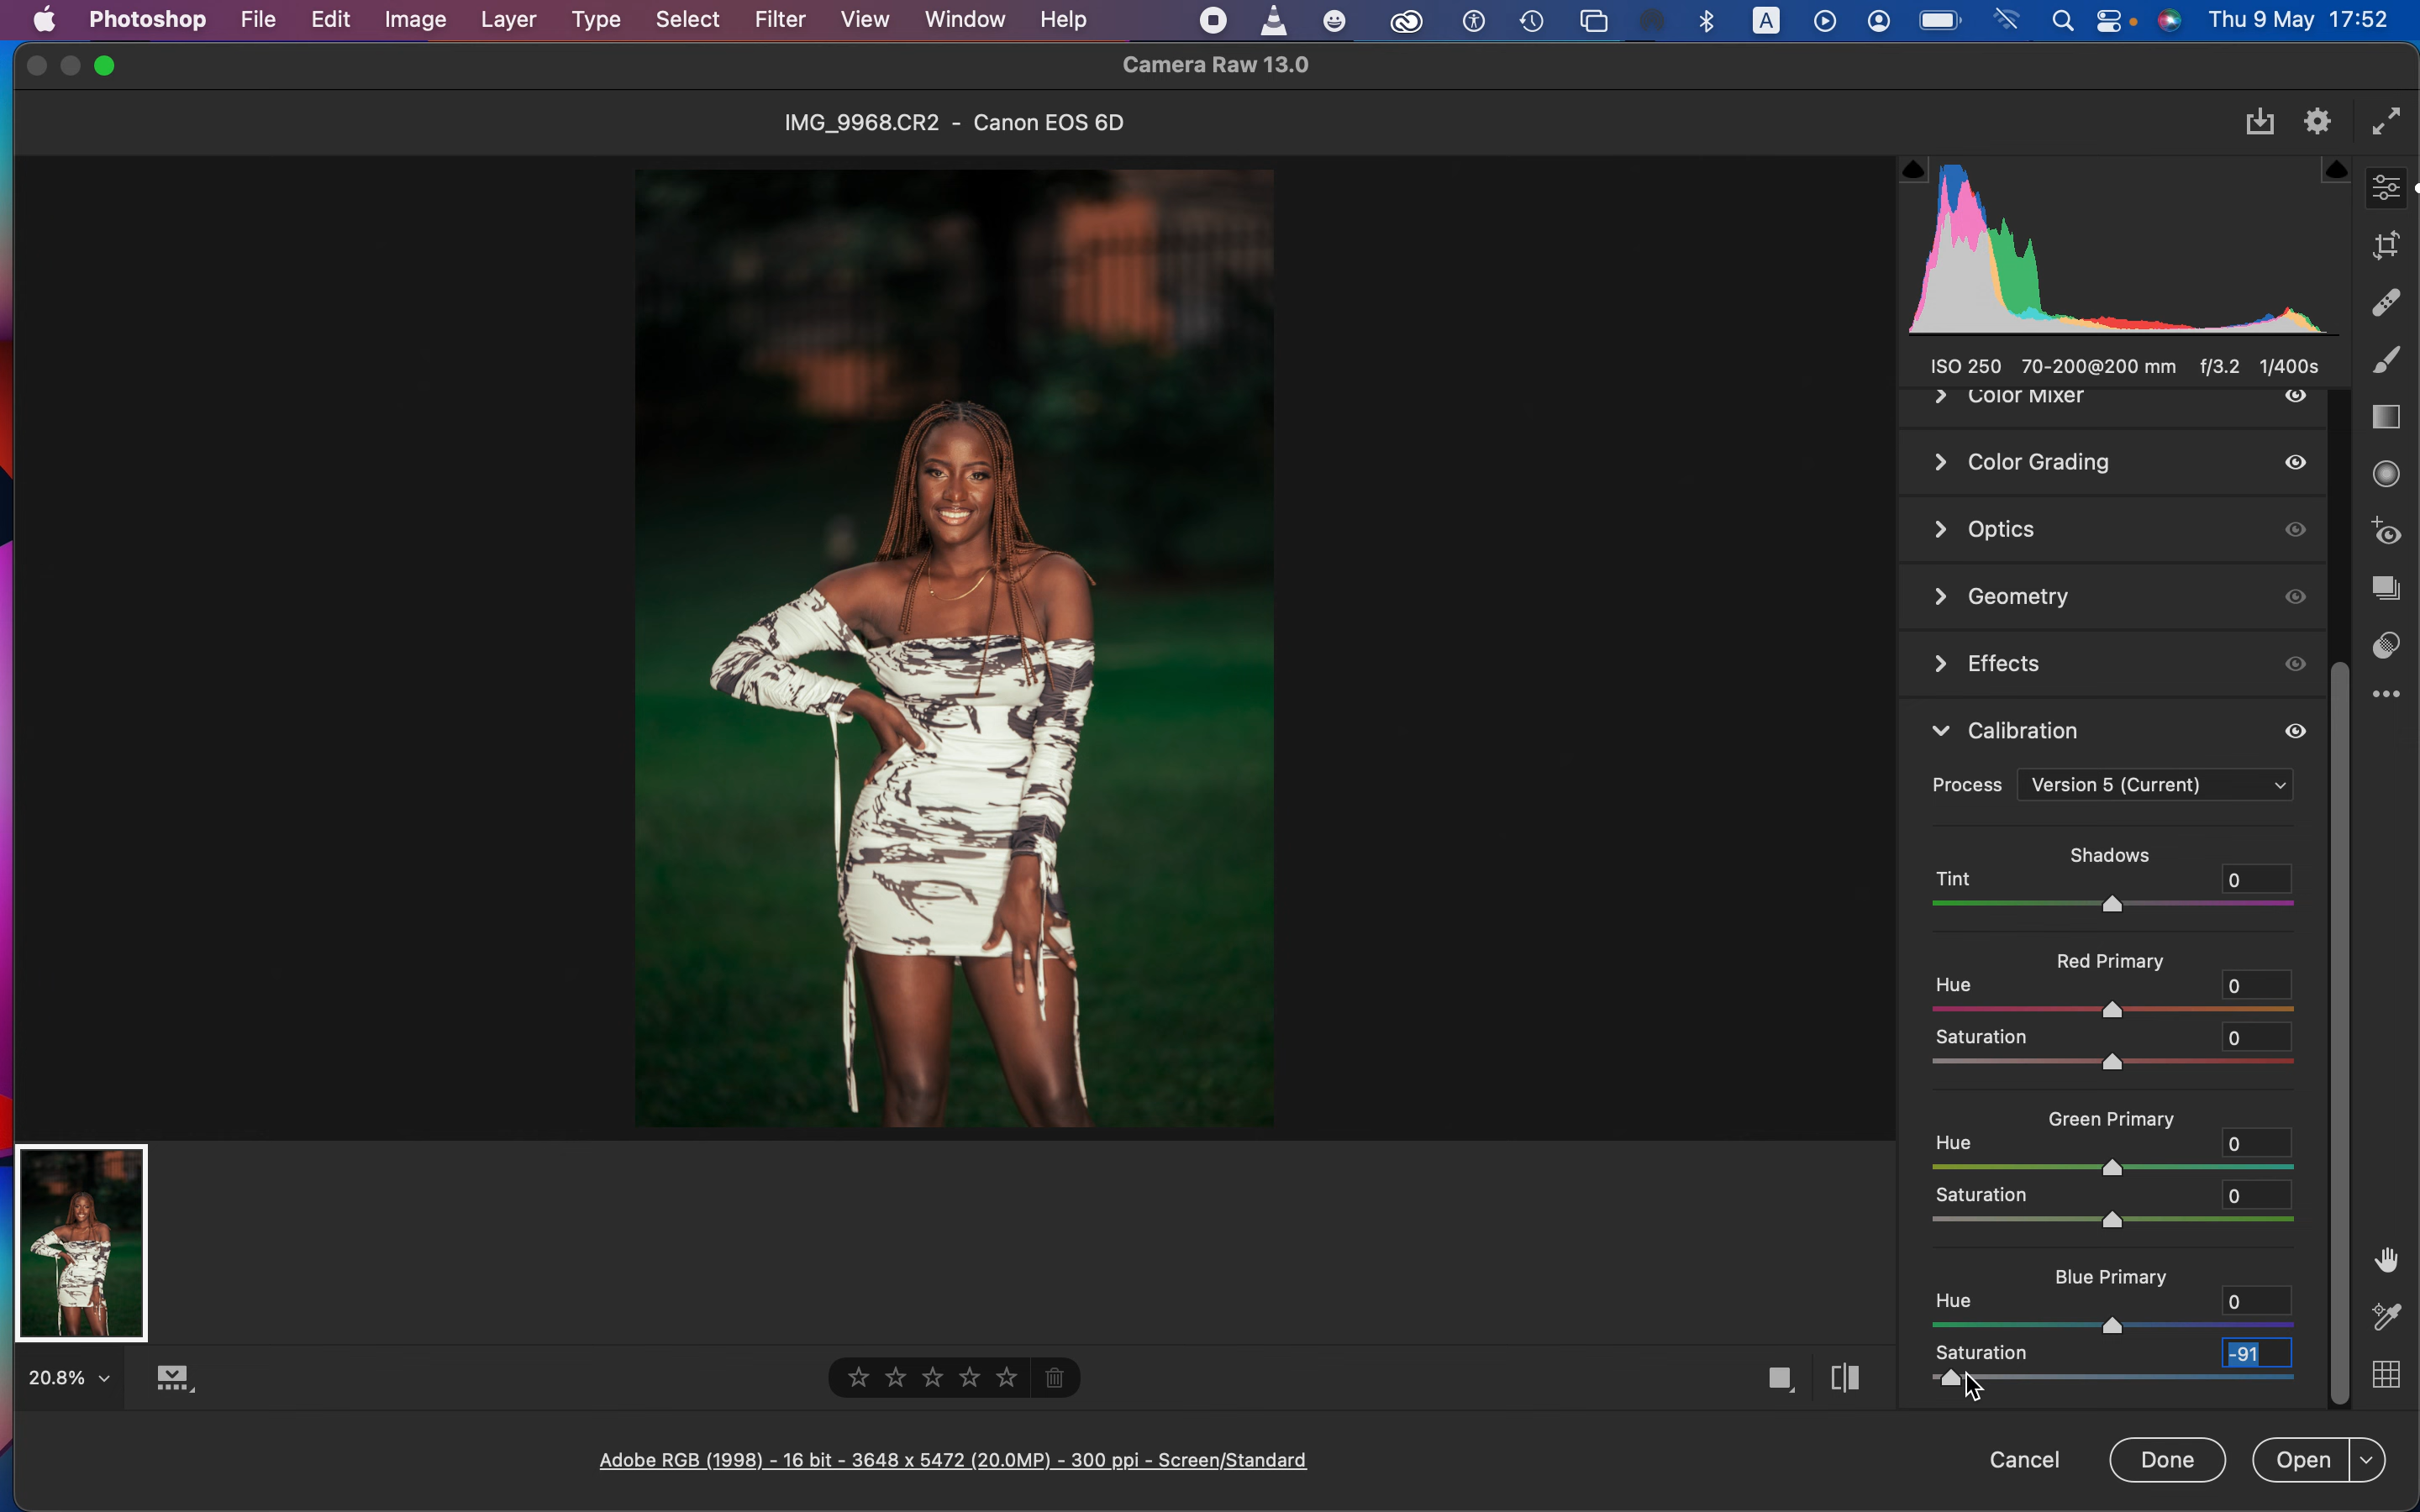 Photoshop File Edit Image Layer Type Select Filter View Window Help A Thu 9 May 17:52
Camera Raw 13.0
IMG_9968.CR2 - Canon EOS 6D
ISO 250 70-200@200 mm f/3.2 1/400s
Color Mixer
Color Grading
Optics
Geometry
Effects
Calibration
Process Version 5 (Current)
Shadows
Tint 0
Red Primary
Hue 0
Saturation 0
Green Primary
Hue 0
Saturation 0
Blue Primary
Hue 0
Saturation -91
20.8%
Adobe RGB (1998) - 16 bit - 3648 x 5472 (20.0MP) - 300 ppi - Screen/Standard
Cancel Done Open